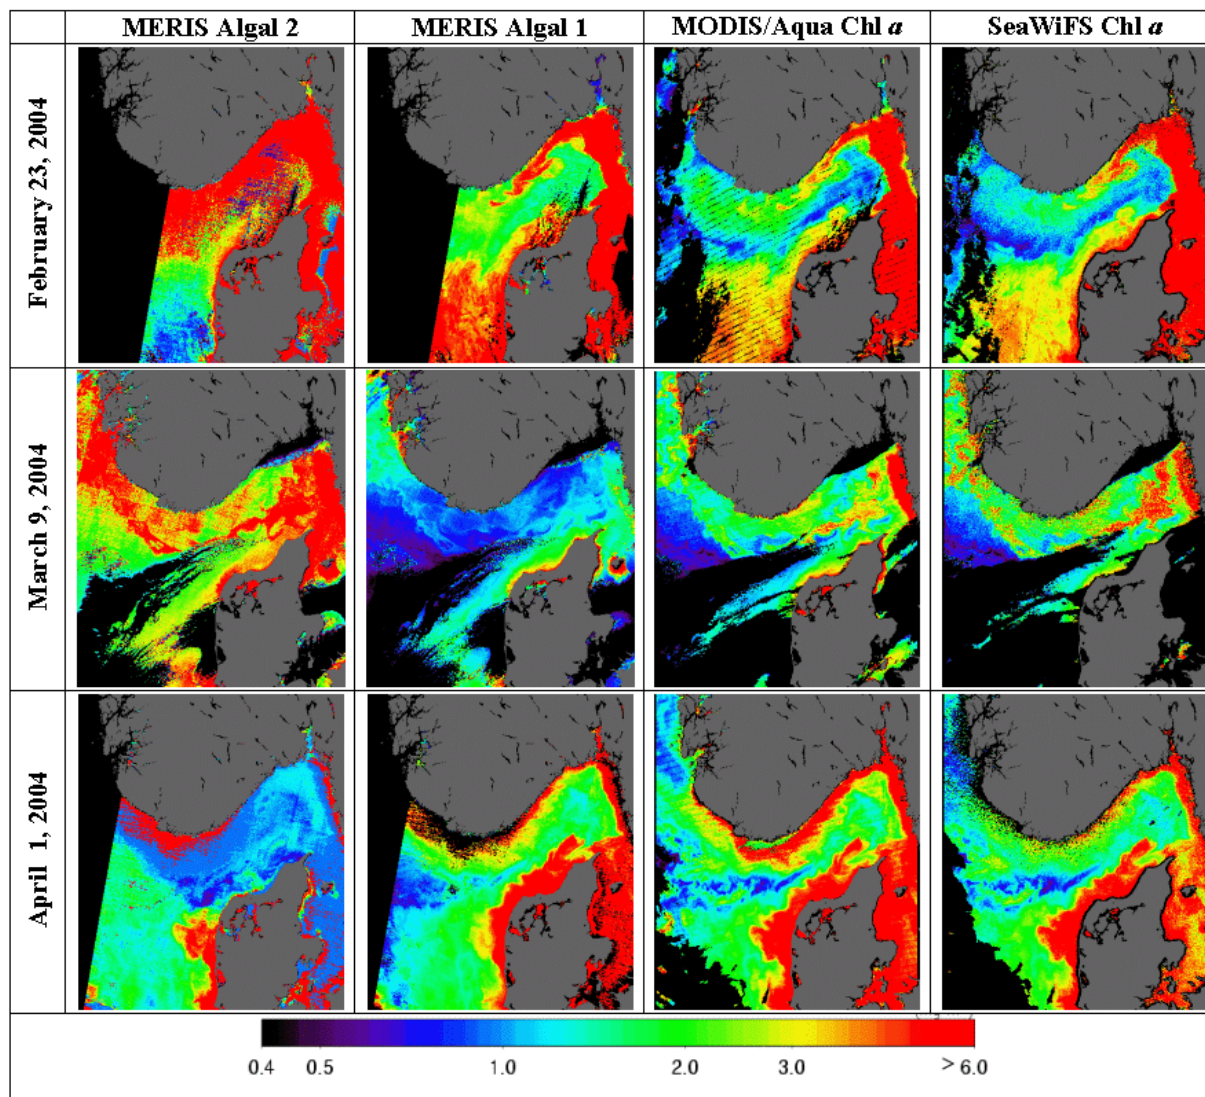 MERIS Algal 2 MERIS Algal 1 MODIS/Aqua Chl a SeaWiFS Chl a
February 23, 2004
March 9, 2004
April 1, 2004
0.4 0.5 1.0 2.0 3.0 > 6.0